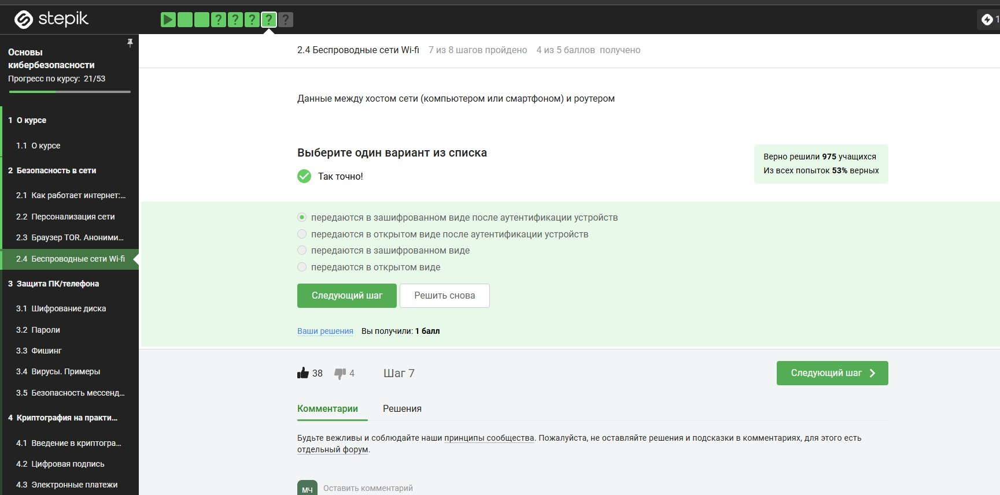 stepik
? ? ? ? ?
1
Основы
кибербезопасности
Прогресс по курсу: 21/53
1 О курсе
1.1 О курсе
2 Безопасность в сети
2.1 Как работает интернет:...
2.2 Персонализация сети
2.3 Браузер TOR. Анонимиз...
2.4 Беспроводные сети Wi-fi
3 Защита ПК/телефона
3.1 Шифрование диска
3.2 Пароли
3.3 Фишинг
3.4 Вирусы. Примеры
3.5 Безопасность мессенд...
4 Криптография на практи...
4.1 Введение в криптогра...
4.2 Цифровая подпись
4.3 Электронные платежи
2.4 Беспроводные сети Wi-fi 7 из 8 шагов пройдено 4 из 5 баллов получено
Данные между хостом сети (компьютером или смартфоном) и роутером
Выберите один вариант из списка
Так точно!
Верно решили 975 учащихся
Из всех попыток 53% верных
передаются в зашифрованном виде после аутентификации устройств
передаются в открытом виде после аутентификации устройств
передаются в зашифрованном виде
передаются в открытом виде
Следующий шаг Решить снова
Ваши решения Вы получили: 1 балл
38 4 Шаг 7 Следующий шаг
Комментарии Решения
Будьте вежливы и соблюдайте наши принципы сообщества. Пожалуйста, не оставляйте решения и подсказки в комментариях, для этого есть
отдельный форум.
МЧ Оставить комментарий